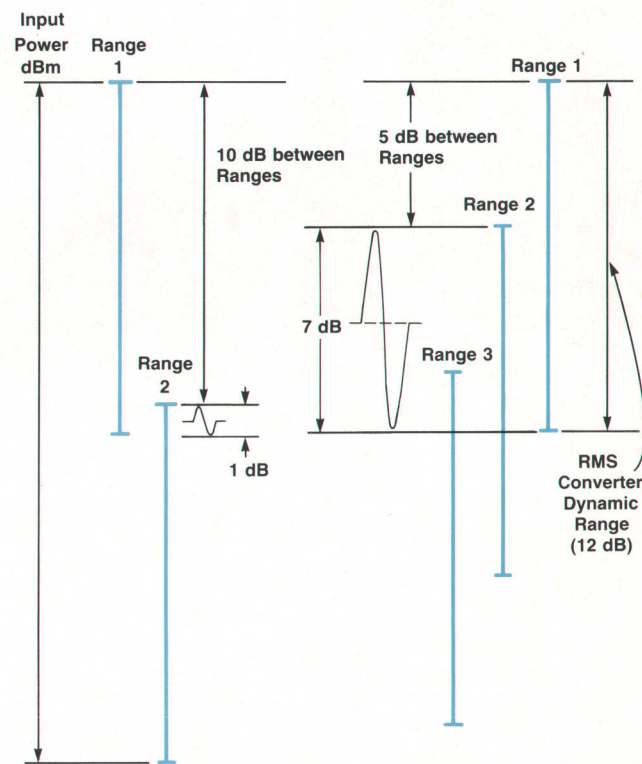 Input
Power
dBm
Range
1
10 dB between
Ranges
Range
2
1 dB
Range 1
5 dB between
Ranges
Range 2
7 dB
Range 3
RMS
Converter
Dynamic
Range
(12 dB)